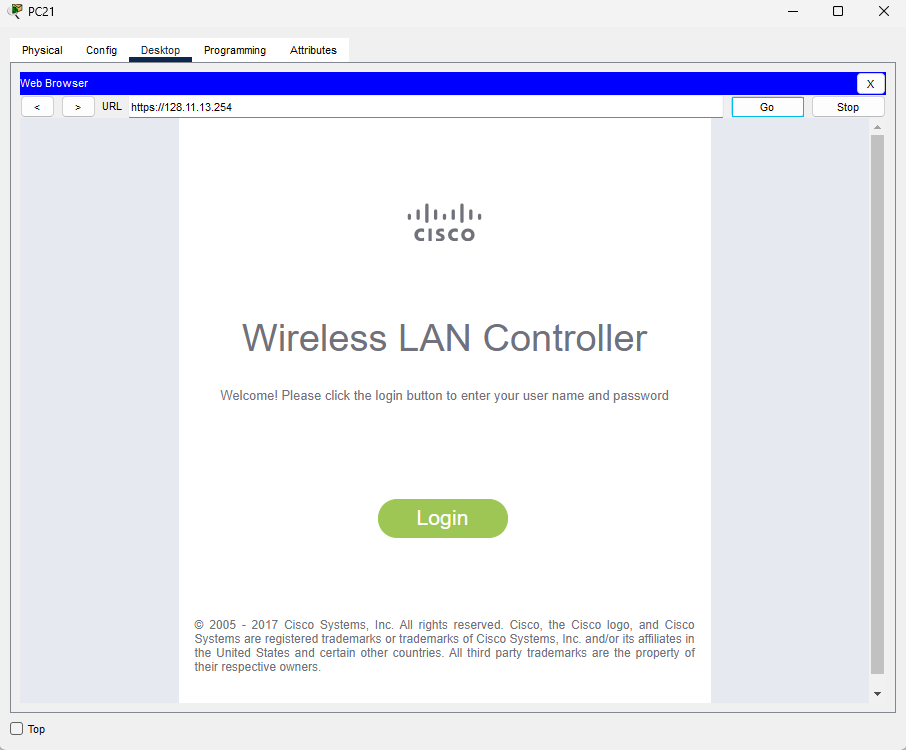 PC21
Physical Config Desktop Programming Attributes
Web Browser X
< > URL https://128.11.13.254 Go Stop
CISCO
Wireless LAN Controller
Welcome! Please click the login button to enter your user name and password
Login
© 2005 - 2017 Cisco Systems, Inc. All rights reserved. Cisco, the Cisco logo, and Cisco
Systems are registered trademarks or trademarks of Cisco Systems, Inc. and/or its affiliates in
the United States and certain other countries. All third party trademarks are the property of
their respective owners.
Top